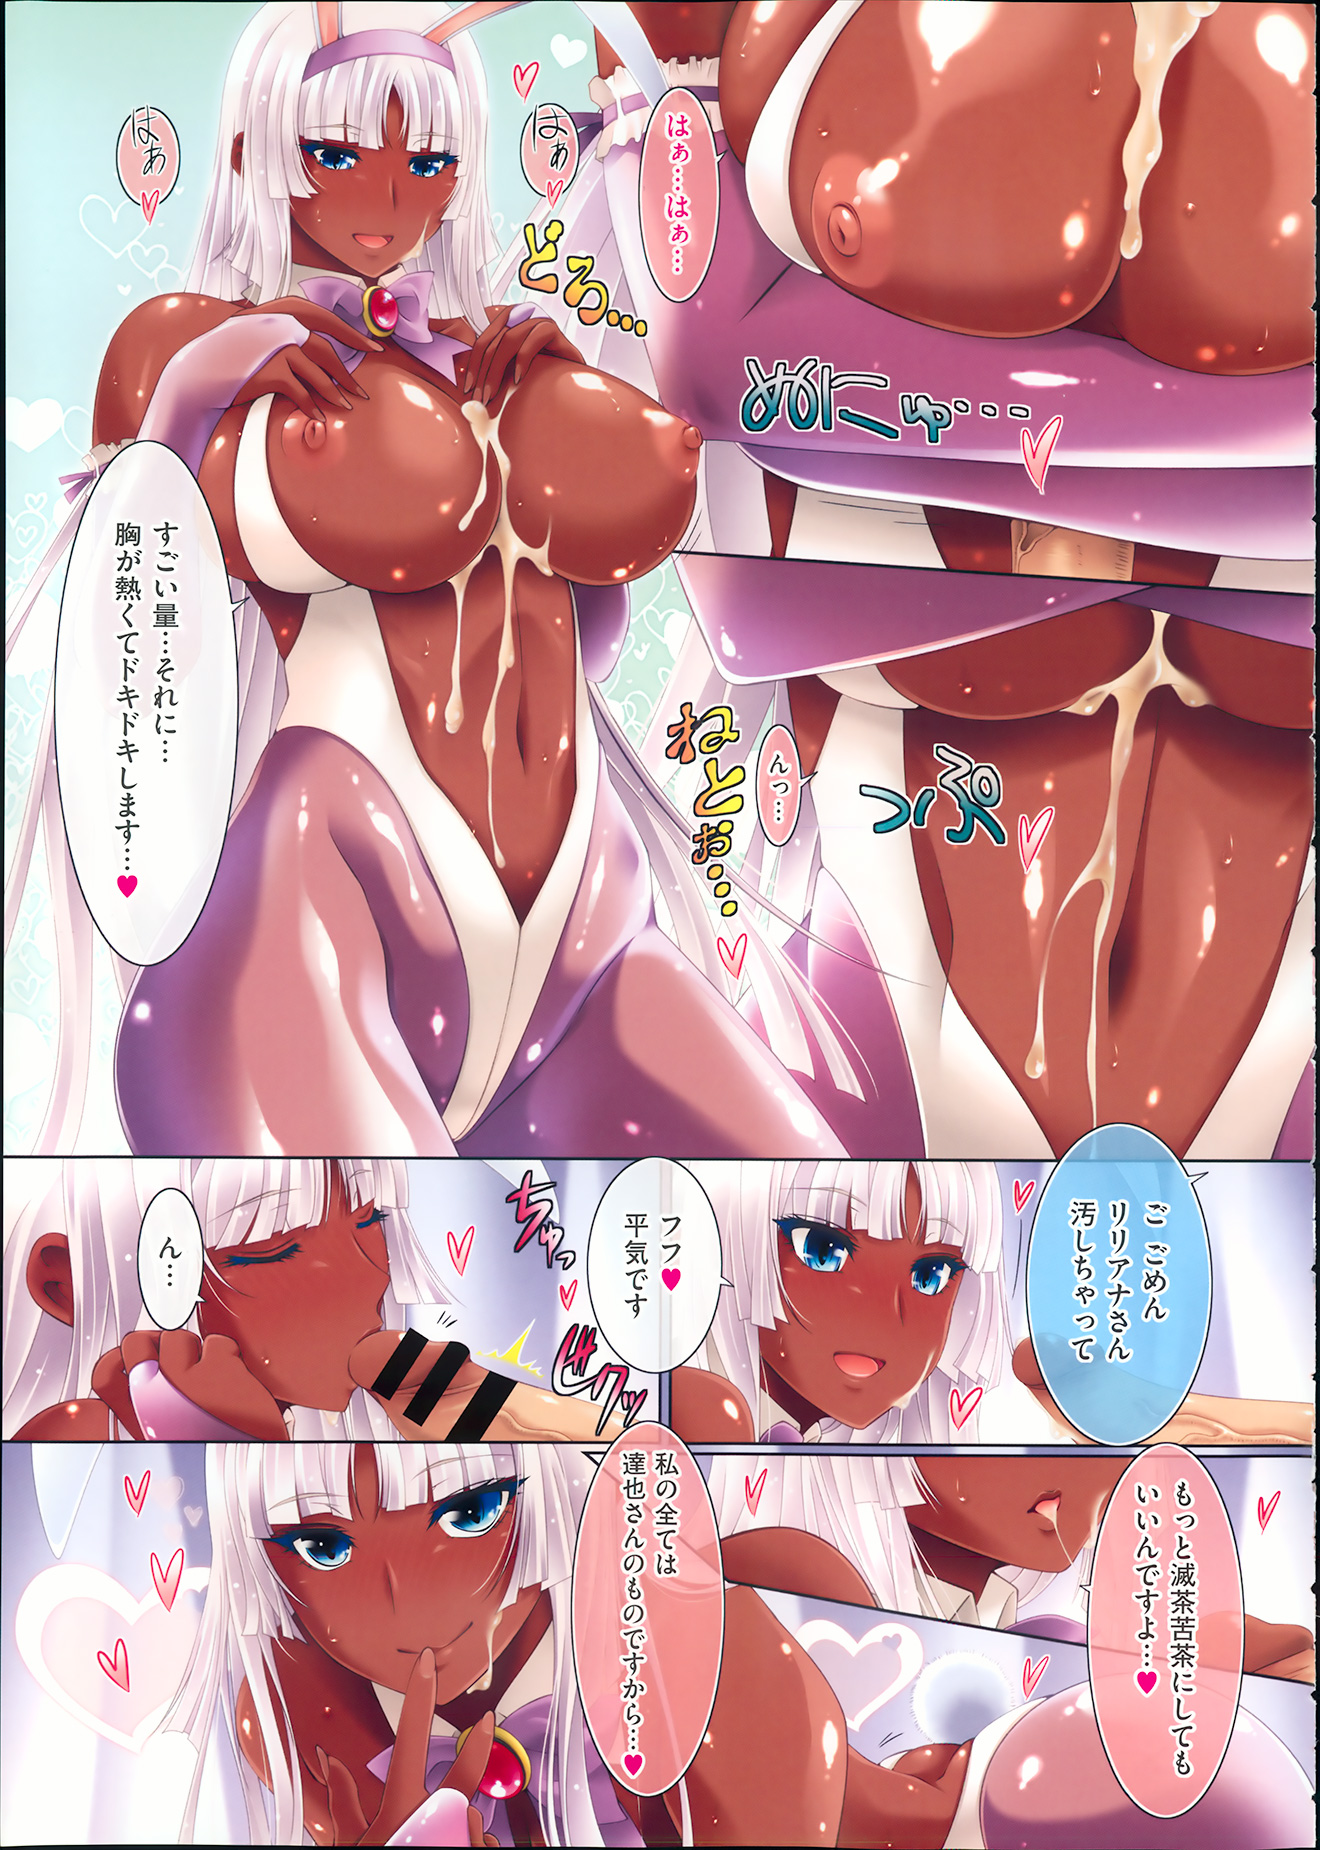 はぁ…はぁ…
ぬにゅ…
はぁ
はぁ
どろ…
つぷ
んっ…
ねとぉ…
すごい量…それに…
胸が熱くてドキドキします…♥
ご ごめん
リリアナさん
汚しちゃって
フフ♥
平気です
ちゅっ
ん…
ビクッ
もっと滅茶苦茶にしても
いいんですよ…♥
私の全ては
達也さんのものですから…♥